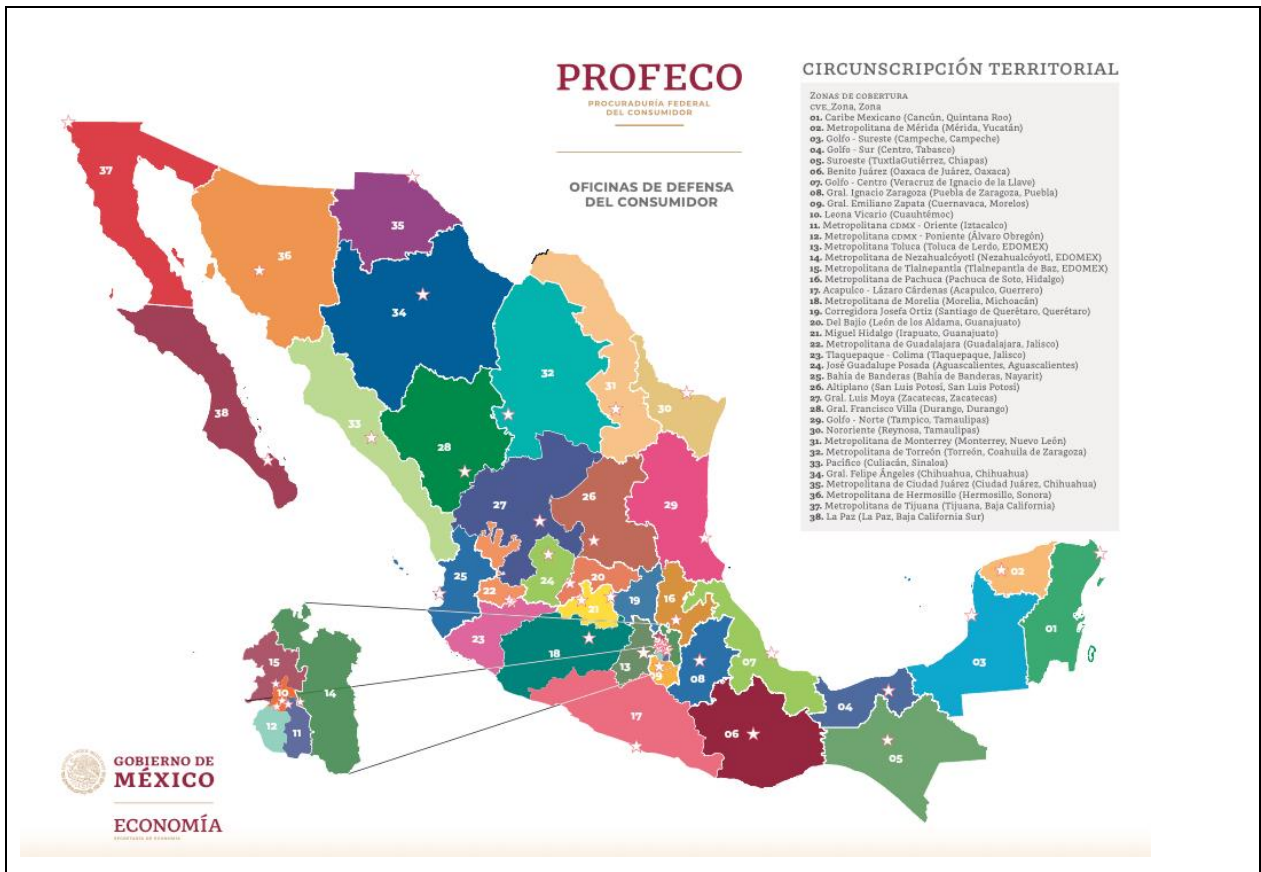 PROFECO
PROCURADURÍA FEDERAL
DEL CONSUMIDOR
OFICINAS DE DEFENSA
DEL CONSUMIDOR
CIRCUNSCRIPCIÓN TERRITORIAL
ZONAS DE COBERTURA
CVE_Zona, Zona
01. Caribe Mexicano (Cancún, Quintana Roo)
02. Metropolitana de Mérida (Mérida, Yucatán)
03. Golfo - Sureste (Campeche, Campeche)
04. Golfo - Sur (Centro, Tabasco)
05. Suroeste (TuxtlaGutiérrez, Chiapas)
06. Benito Juárez (Oaxaca de Juárez, Oaxaca)
07. Golfo - Centro (Veracruz de Ignacio de la Llave)
08. Gral. Ignacio Zaragoza (Puebla de Zaragoza, Puebla)
09. Gral. Emiliano Zapata (Cuernavaca, Morelos)
10. Leona Vicario (Cuauhtémoc)
11. Metropolitana CDMX - Oriente (Iztacalco)
12. Metropolitana CDMX - Poniente (Álvaro Obregón)
13. Metropolitana Toluca (Toluca de Lerdo, EDOMEX)
14. Metropolitana de Nezahualcóyotl (Nezahualcóyotl, EDOMEX)
15. Metropolitana de Tlalnepantla (Tlalnepantla de Baz, EDOMEX)
16. Metropolitana de Pachuca (Pachuca de Soto, Hidalgo)
17. Acapulco - Lázaro Cárdenas (Acapulco, Guerrero)
18. Metropolitana de Morelia (Morelia, Michoacán)
19. Corregidora Josefa Ortiz (Santiago de Querétaro, Querétaro)
20. Del Bajío (León de los Aldama, Guanajuato)
21. Miguel Hidalgo (Irapuato, Guanajuato)
22. Metropolitana de Guadalajara (Guadalajara, Jalisco)
23. Tlaquepaque - Colima (Tlaquepaque, Jalisco)
24. José Guadalupe Posada (Aguascalientes, Aguascalientes)
25. Bahía de Banderas (Bahía de Banderas, Nayarit)
26. Altiplano (San Luis Potosí, San Luis Potosí)
27. Gral. Luis Moya (Zacatecas, Zacatecas)
28. Gral. Francisco Villa (Durango, Durango)
29. Golfo - Norte (Tampico, Tamaulipas)
30. Nororiente (Reynosa, Tamaulipas)
31. Metropolitana de Monterrey (Monterrey, Nuevo León)
32. Metropolitana de Torreón (Torreón, Coahuila de Zaragoza)
33. Pacífico (Culiacán, Sinaloa)
34. Gral. Felipe Ángeles (Chihuahua, Chihuahua)
35. Metropolitana de Ciudad Juárez (Ciudad Juárez, Chihuahua)
36. Metropolitana de Hermosillo (Hermosillo, Sonora)
37. Metropolitana de Tijuana (Tijuana, Baja California)
38. La Paz (La Paz, Baja California Sur)
37
35
36
34
32
31
30
38
33
28
27
26
29
25
24
20
22
21
19
16
02
01
23
18
13
09
08
07
03
15
10
14
12
11
17
06
04
05
GOBIERNO DE
MÉXICO
ECONOMÍA
SECRETARÍA DE ECONOMÍA